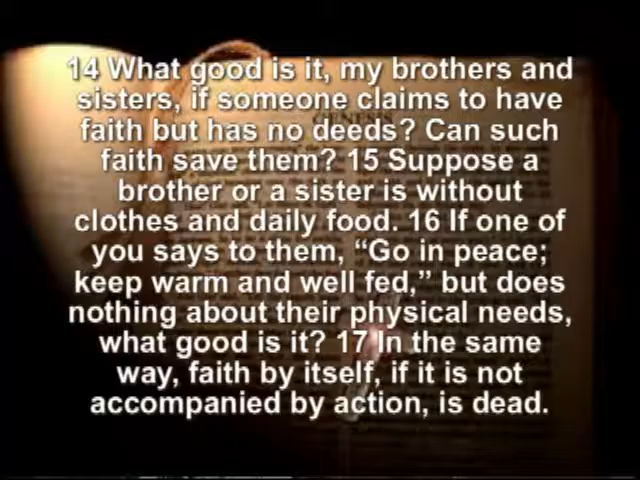 14 What good is it, my brothers and
sisters, if someone claims to have
faith but has no deeds? Can such
faith save them? 15 Suppose a
brother or a sister is without
clothes and daily food. 16 If one of
you says to them, “Go in peace;
keep warm and well fed,” but does
nothing about their physical needs,
what good is it? 17 In the same
way, faith by itself, if it is not
accompanied by action, is dead.
GENESIS